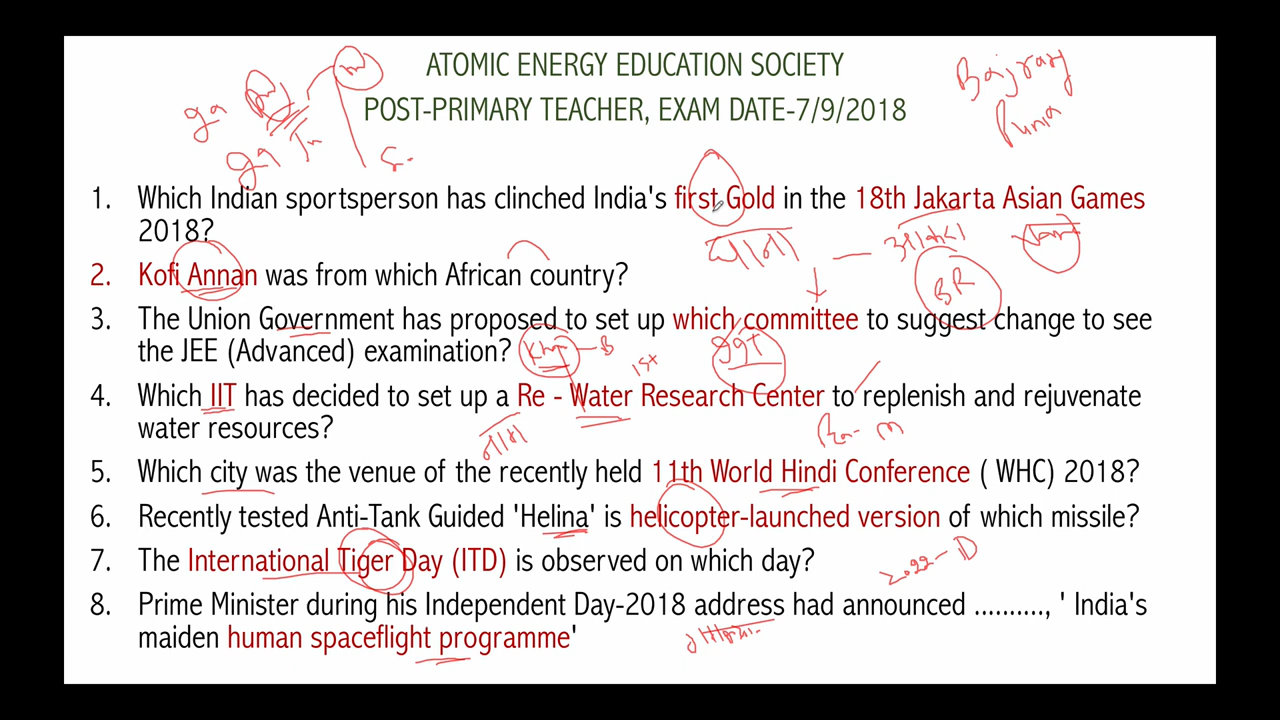 ATOMIC ENERGY EDUCATION SOCIETY
POST-PRIMARY TEACHER, EXAM DATE-7/9/2018
Bajrang
Punia
ga
ga
1. Which Indian sportsperson has clinched India's first Gold in the 18th Jakarta Asian Games
2018?
2. Kofi Annan was from which African country?
BR
3. The Union Government has proposed to set up which committee to suggest change to see
the JEE (Advanced) examination?
1st
4. Which IIT has decided to set up a Re - Water Research Center to replenish and rejuvenate
water resources?
5. Which city was the venue of the recently held 11th World Hindi Conference ( WHC) 2018?
6. Recently tested Anti-Tank Guided 'Helina' is helicopter-launched version of which missile?
7. The International Tiger Day (ITD) is observed on which day?
2022-D
8. Prime Minister during his Independent Day-2018 address had announced .........., ' India's
maiden human spaceflight programme'